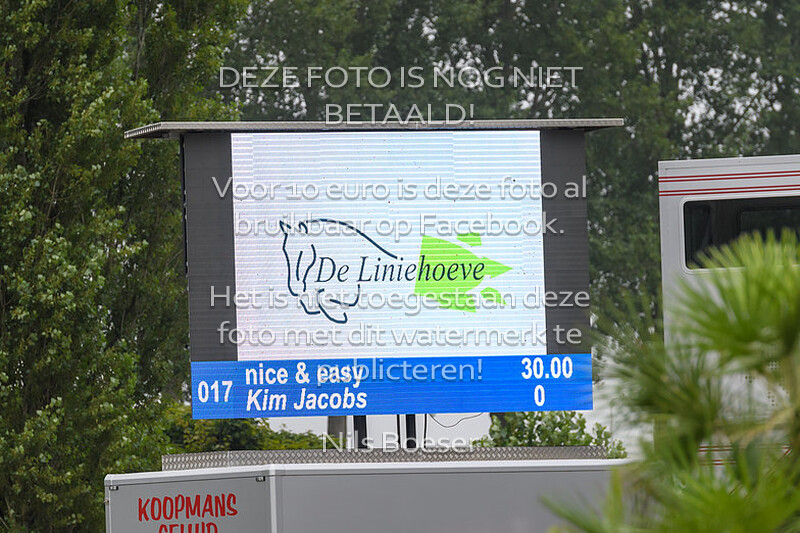 DEZE FOTO IS NOG NIET
BETAALD!
Voor 10 euro is deze foto al
bruikbaar op Facebook.
De Liniehoeve
Het is niet toegestaan deze
foto met dit watermerk te
publiceren!
017 nice & easy 30.00
Kim Jacobs 0
Nils Boeser
KOOPMANS
GELUID